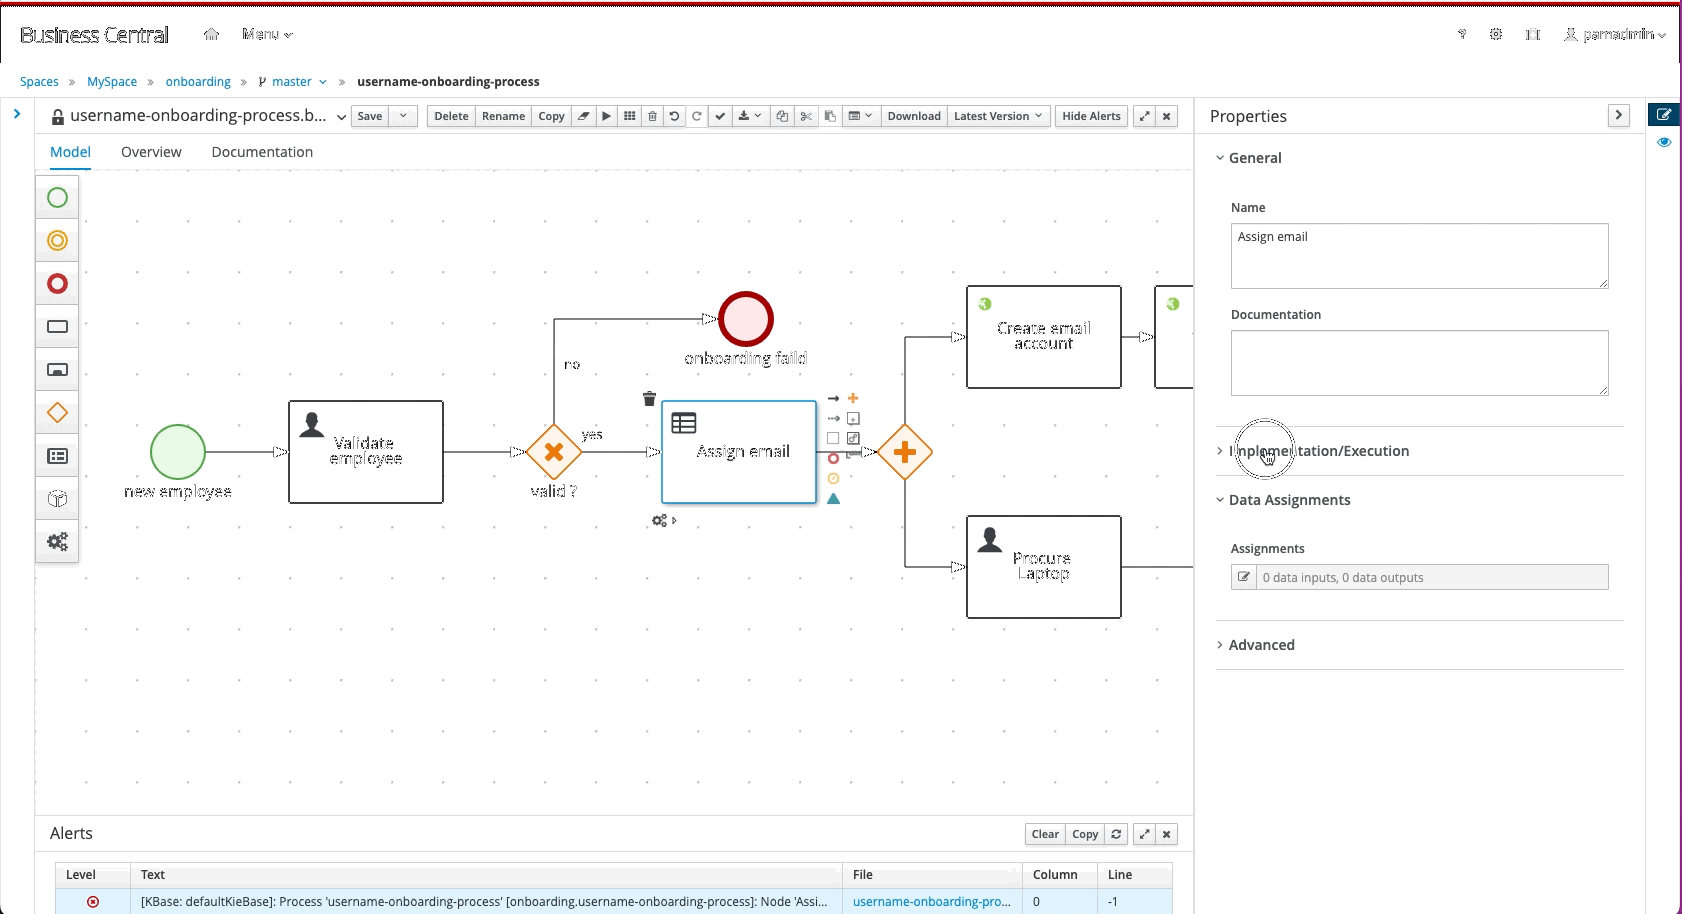 Business Central
Menu
?
pamadmin
Spaces » MySpace » onboarding » master » username-onboarding-process
username-onboarding-process.b...
Save
Delete
Rename
Copy
Download
Latest Version
Hide Alerts
Properties
Model
Overview
Documentation
General
Name
Assign email
Documentation
Implementation/Execution
Data Assignments
Assignments
0 data inputs, 0 data outputs
Advanced
new employee
Validate
employee
valid ?
no
yes
onboarding faild
Assign email
Create email
account
Procure
Laptop
Alerts
Clear
Copy
Level
Text
File
Column
Line
[KBase: defaultKieBase]: Process 'username-onboarding-process' [onboarding.username-onboarding-process]: Node 'Assi...
username-onboarding-pro...
0
-1